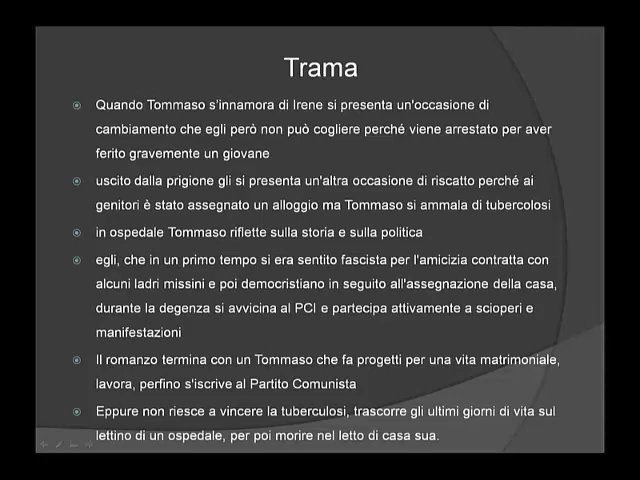 Trama
Quando Tommaso s'innamora di Irene si presenta un'occasione di
cambiamento che egli però non può cogliere perché viene arrestato per aver
ferito gravemente un giovane
uscito dalla prigione gli si presenta un'altra occasione di riscatto perché ai
genitori è stato assegnato un alloggio ma Tommaso si ammala di tubercolosi
in ospedale Tommaso riflette sulla storia e sulla politica
egli, che in un primo tempo si era sentito fascista per l'amicizia contratta con
alcuni ladri missini e poi democristiano in seguito all'assegnazione della casa,
durante la degenza si avvicina al PCI e partecipa attivamente a scioperi e
manifestazioni
Il romanzo termina con un Tommaso che fa progetti per una vita matrimoniale,
lavora, perfino s'iscrive al Partito Comunista
Eppure non riesce a vincere la tuberculosi, trascorre gli ultimi giorni di vita sul
lettino di un ospedale, per poi morire nel letto di casa sua.